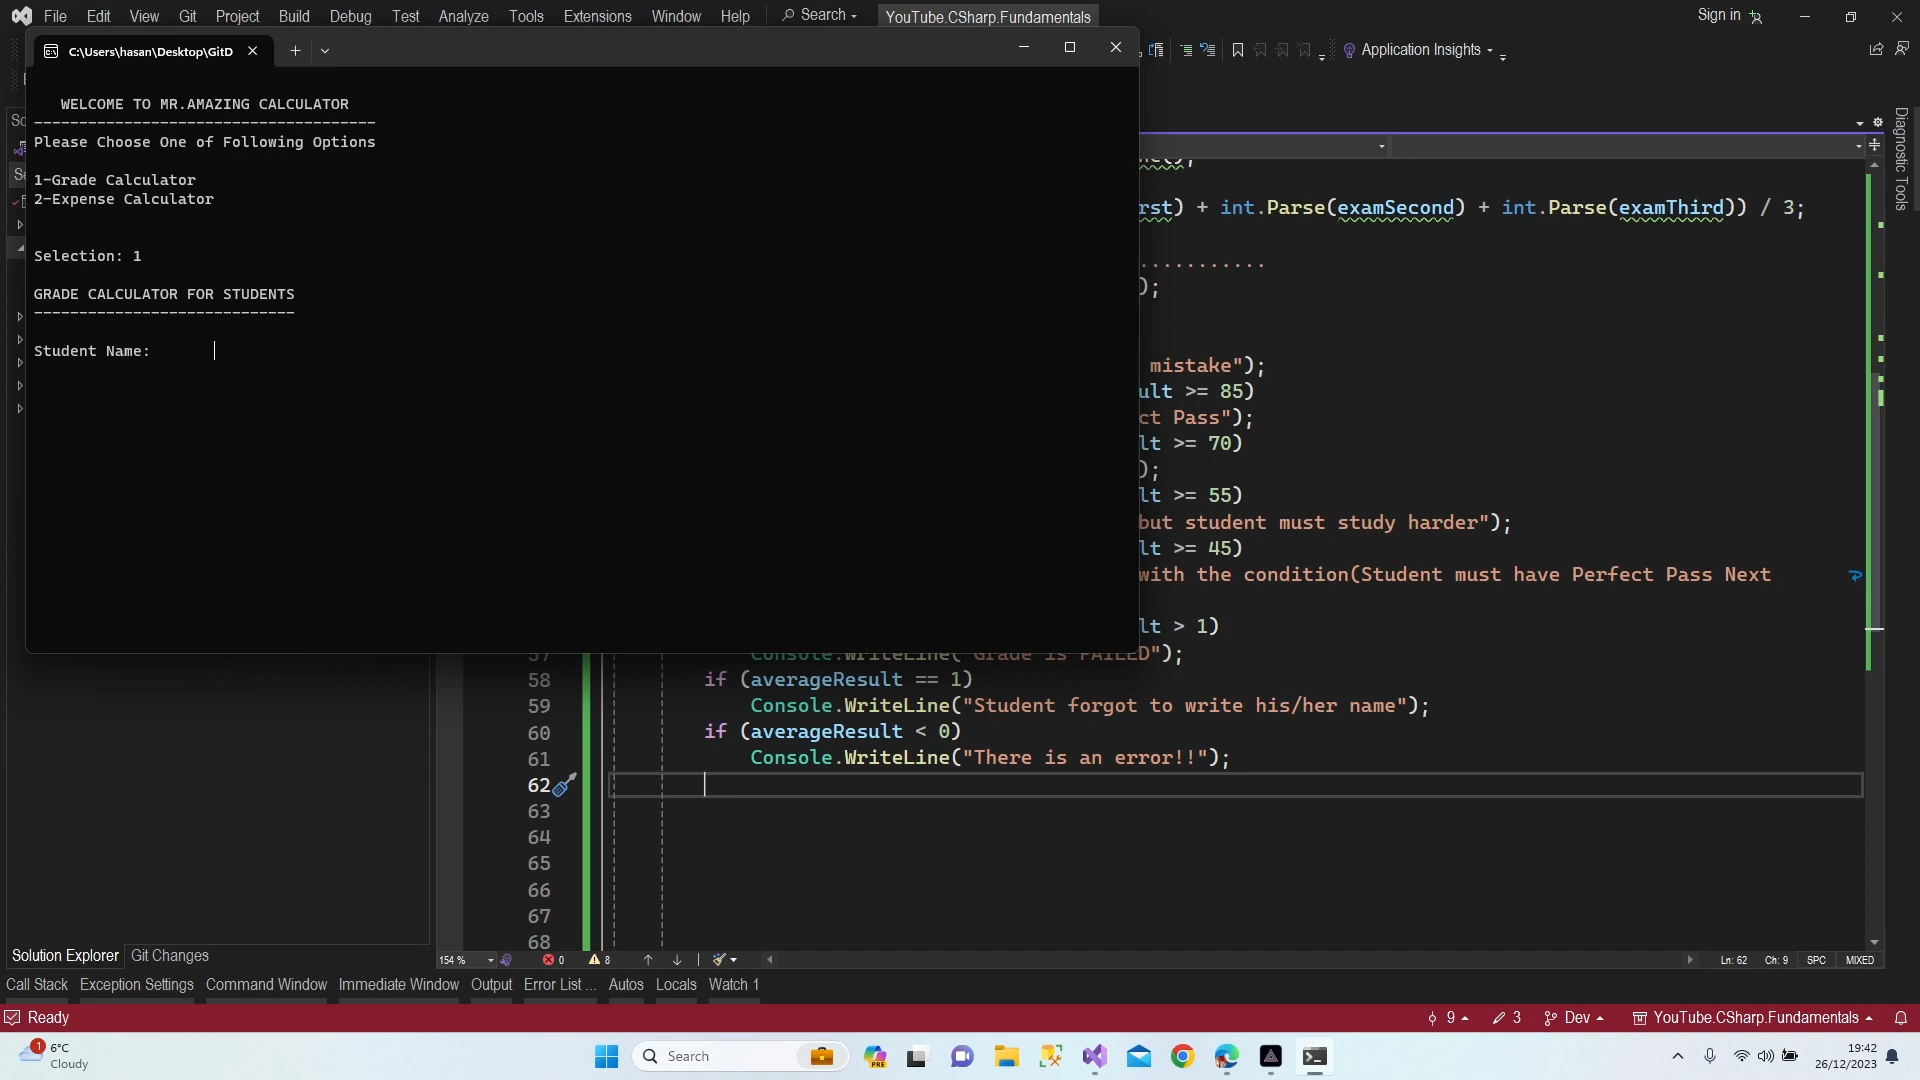 File Edit View Git Project Build Debug Test Analyze Tools Extensions Window Help Search YouTube.CSharp.Fundamentals Sign in
C:\Users\hasan\Desktop\GitD
Application Insights
WELCOME TO MR.AMAZING CALCULATOR
--------------------------------------
Please Choose One of Following Options
1-Grade Calculator
2-Expense Calculator
Selection: 1
GRADE CALCULATOR FOR STUDENTS
-----------------------------
Student Name:
rst) + int.Parse(examSecond) + int.Parse(examThird)) / 3;
...........
);
mistake");
ult >= 85)
ct Pass");
lt >= 70)
);
lt >= 55)
but student must study harder");
lt >= 45)
with the condition(Student must have Perfect Pass Next
lt > 1)
57 Console.WriteLine("Grade is FAILED");
58 if (averageResult == 1)
59 Console.WriteLine("Student forgot to write his/her name");
60 if (averageResult < 0)
61 Console.WriteLine("There is an error!!");
62
63
64
65
66
67
68
Diagnostic Tools
Solution Explorer Git Changes
154 % 0 8 Ln: 62 Ch: 9 SPC MIXED
Call Stack Exception Settings Command Window Immediate Window Output Error List ... Autos Locals Watch 1
Ready 9 3 Dev YouTube.CSharp.Fundamentals
1 6°C
Cloudy
Search
PRE
19:42
26/12/2023